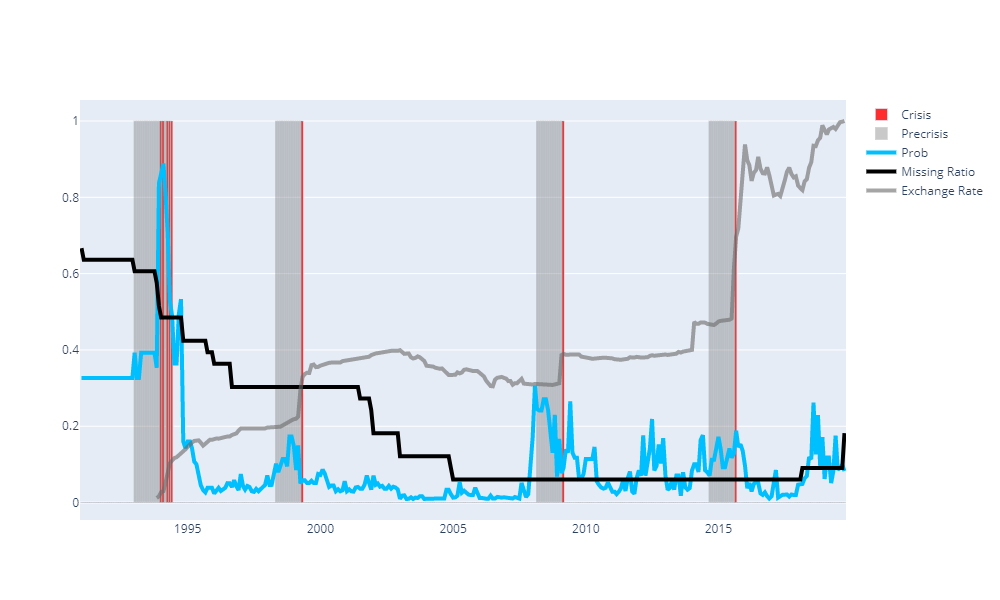 1
0.8
0.6
0.4
0.2
0
1995
2000
2005
2010
2015
Crisis
Precrisis
Prob
Missing Ratio
Exchange Rate